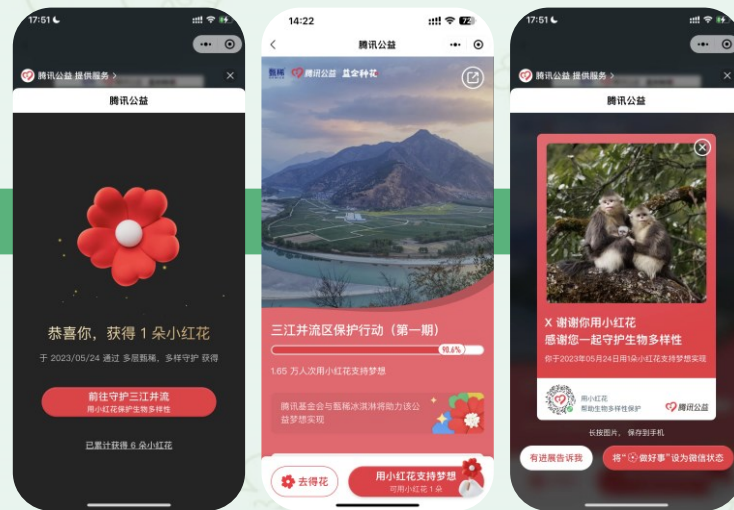 17:51
腾讯公益 提供服务 >
腾讯公益
恭喜你，获得 1 朵小红花
于 2023/05/24 通过 多层甄稀，多样守护 获得
前往守护三江并流
用小红花保护生物多样性
已累计获得 6 朵小红花
14:22
腾讯公益
甄稀 腾讯公益 益企种花
三江并流区保护行动（第一期）
90.6%
1.65 万人次用小红花支持梦想
腾讯基金会与甄稀冰淇淋将助力该公
益梦想实现
去得花
用小红花支持梦想
可用小红花 1 朵
17:51
腾讯公益 提供服务 >
腾讯公益
X 谢谢你用小红花
感谢您一起守护生物多样性
你于2023年05月24日用1朵小红花支持梦想实现
用小红花
帮助生物多样性保护
腾讯公益
长按图片，保存到手机
有进展告诉我
将“做好事”设为微信状态